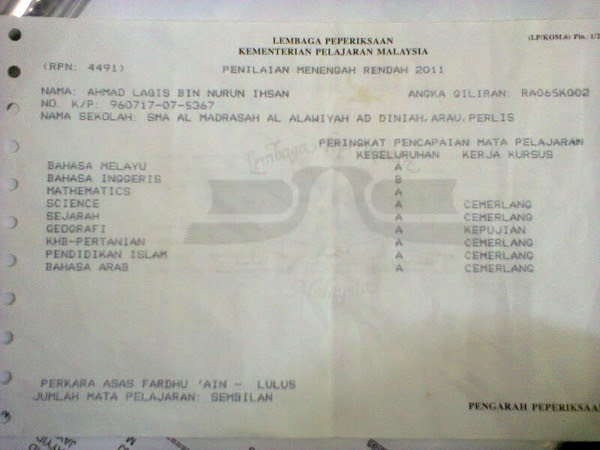 LEMBAGA PEPERIKSAAN (LP/KOM.6) Pin. 1/2
KEMENTERIAN PELAJARAN MALAYSIA
(RPN: 4491) PENILAIAN MENENGAH RENDAH 2011
NAMA: AHMAD LAQIS BIN NURUN IHSAN ANGKA GILIRAN: RA065K002
NO. K/P: 960717-07-5367
NAMA SEKOLAH: SMA AL MADRASAH AL ALAWIYAH AD DINIAH,ARAU,PERLIS
PERINGKAT PENCAPAIAN MATA PELAJARAN
KESELURUHAN KERJA KURSUS
BAHASA MELAYU A
BAHASA INGGERIS B
MATHEMATICS A
SCIENCE A CEMERLANG
SEJARAH A CEMERLANG
GEOGRAFI A KEPUJIAN
KHB-PERTANIAN A CEMERLANG
PENDIDIKAN ISLAM A CEMERLANG
BAHASA ARAB A CEMERLANG
PERKARA ASAS FARDHU 'AIN - LULUS
JUMLAH MATA PELAJARAN: SEMBILAN
PENGARAH PEPERIKSAA